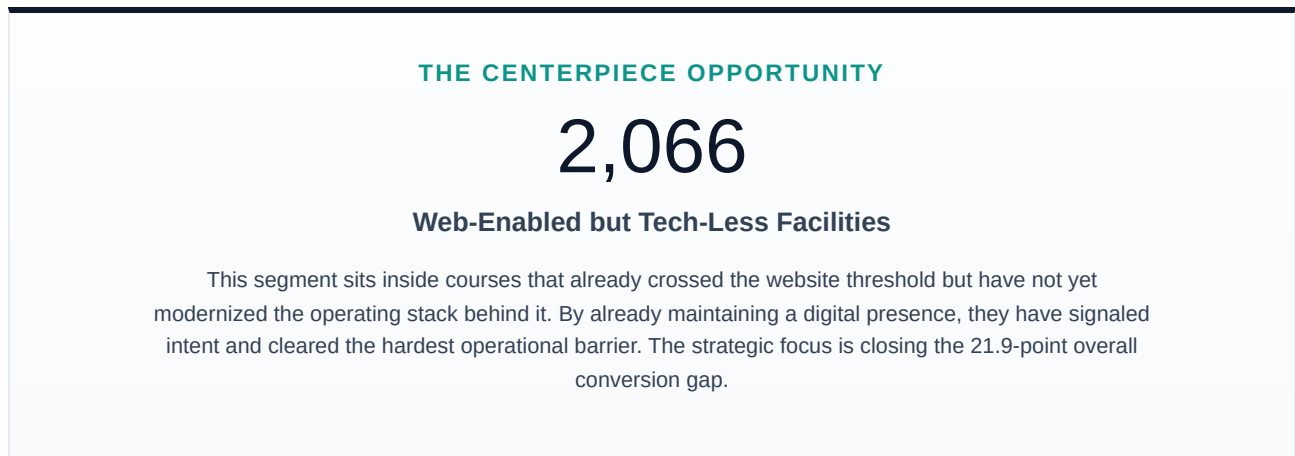 THE CENTERPIECE OPPORTUNITY
2,066
Web-Enabled but Tech-Less Facilities
This segment sits inside courses that already crossed the website threshold but have not yet
modernized the operating stack behind it. By already maintaining a digital presence, they have signaled
intent and cleared the hardest operational barrier. The strategic focus is closing the 21.9-point overall
conversion gap.